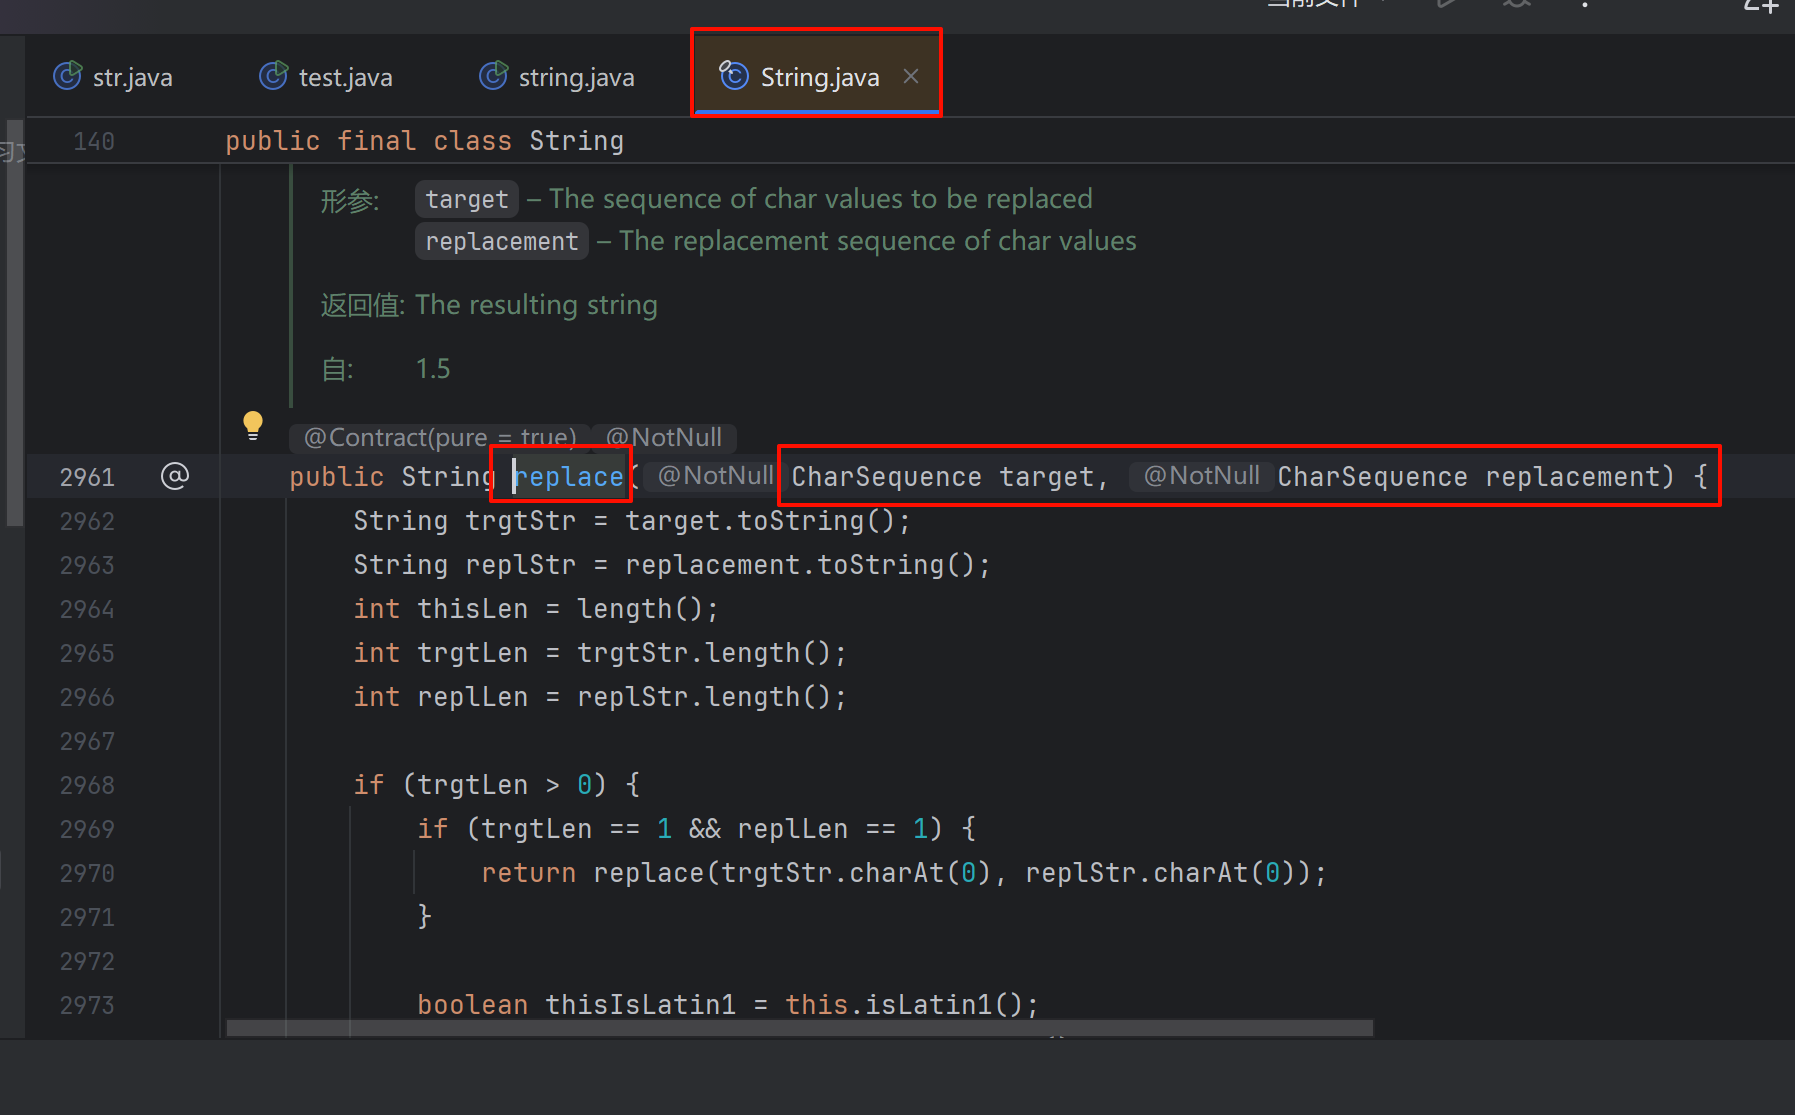 当前文件
str.java test.java string.java String.java
140 public final class String
形参: target – The sequence of char values to be replaced
replacement – The replacement sequence of char values
返回值: The resulting string
自: 1.5
@Contract(pure = true) @NotNull
2961 @ public String replace( @NotNull CharSequence target, @NotNull CharSequence replacement) {
2962 String trgtStr = target.toString();
2963 String replStr = replacement.toString();
2964 int thisLen = length();
2965 int trgtLen = trgtStr.length();
2966 int replLen = replStr.length();
2967
2968 if (trgtLen > 0) {
2969 if (trgtLen == 1 && replLen == 1) {
2970 return replace(trgtStr.charAt(0), replStr.charAt(0));
2971 }
2972
2973 boolean thisIsLatin1 = this.isLatin1();